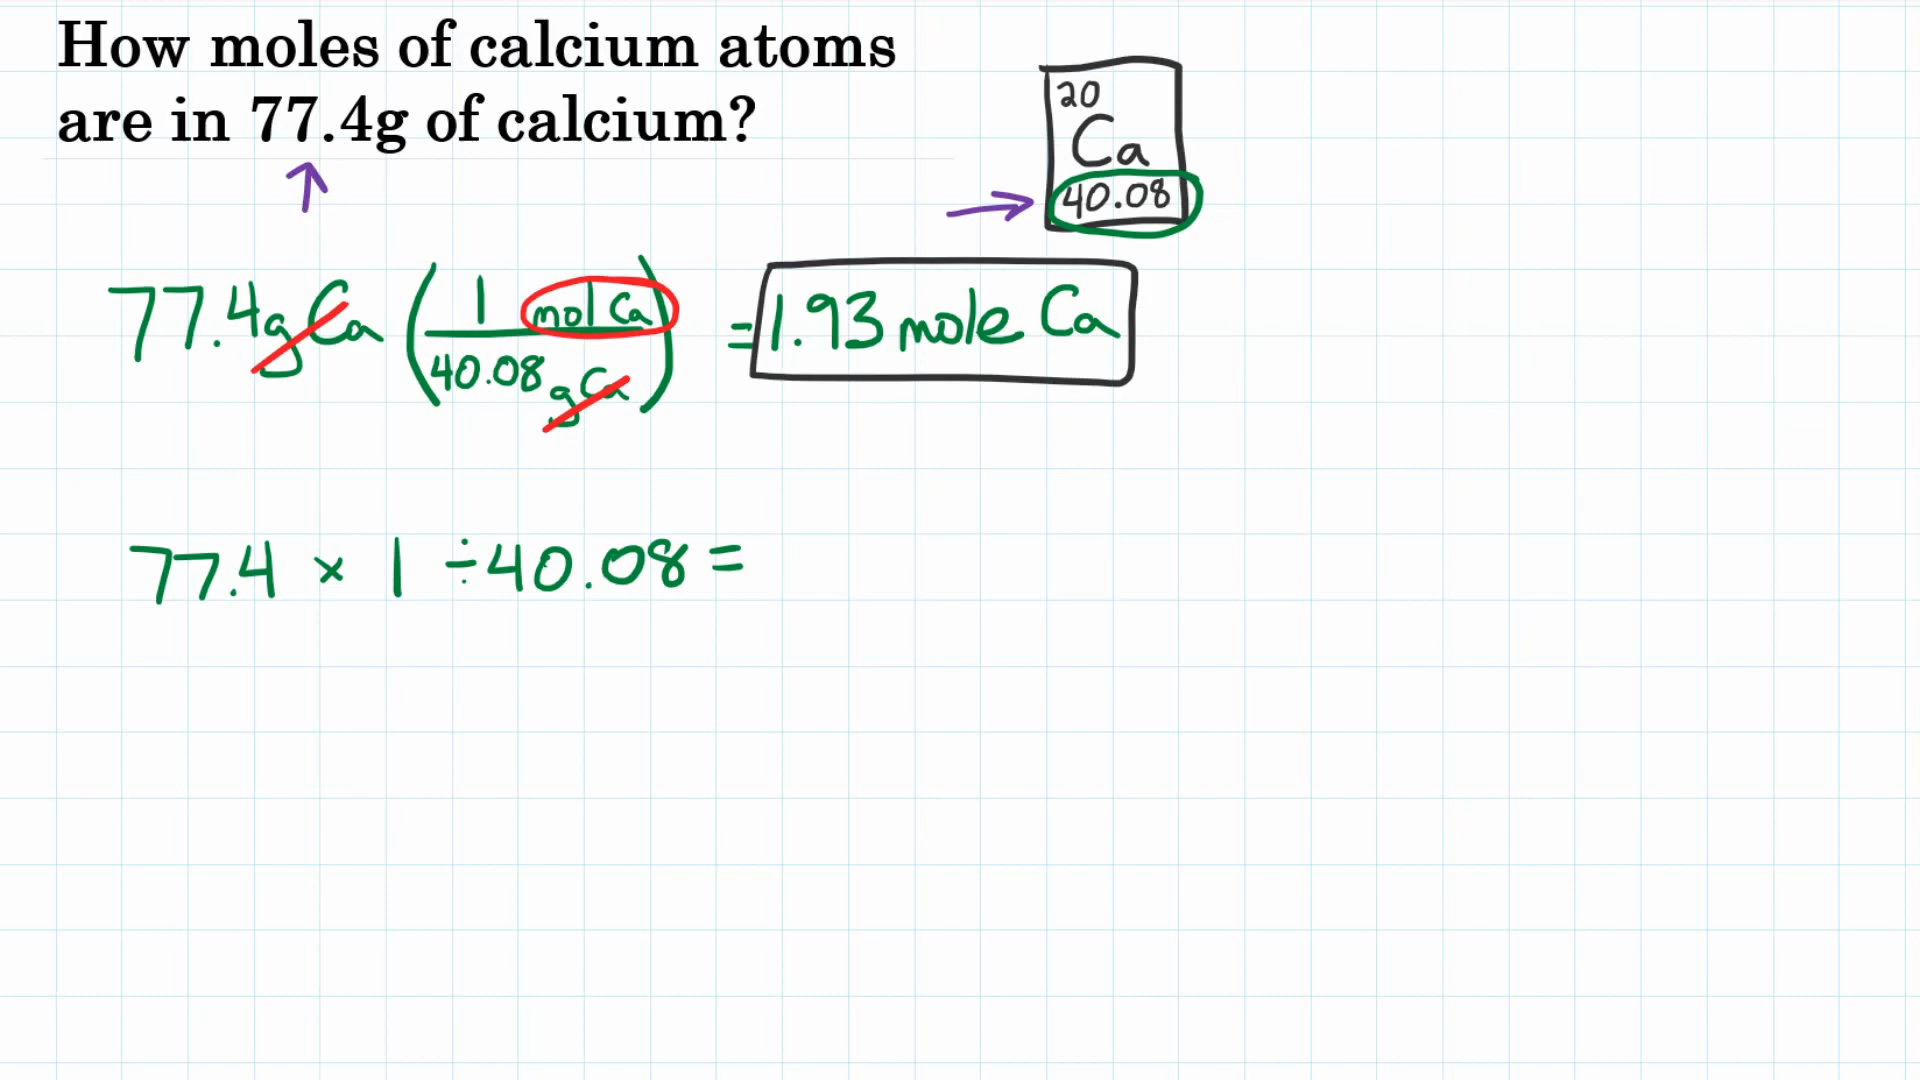 How moles of calcium atoms
are in 77.4g of calcium?
20
Ca
40.08
77.4 g Ca ( 1 mol Ca / 40.08 g Ca ) = 1.93 mole Ca
77.4 × 1 ÷ 40.08 =